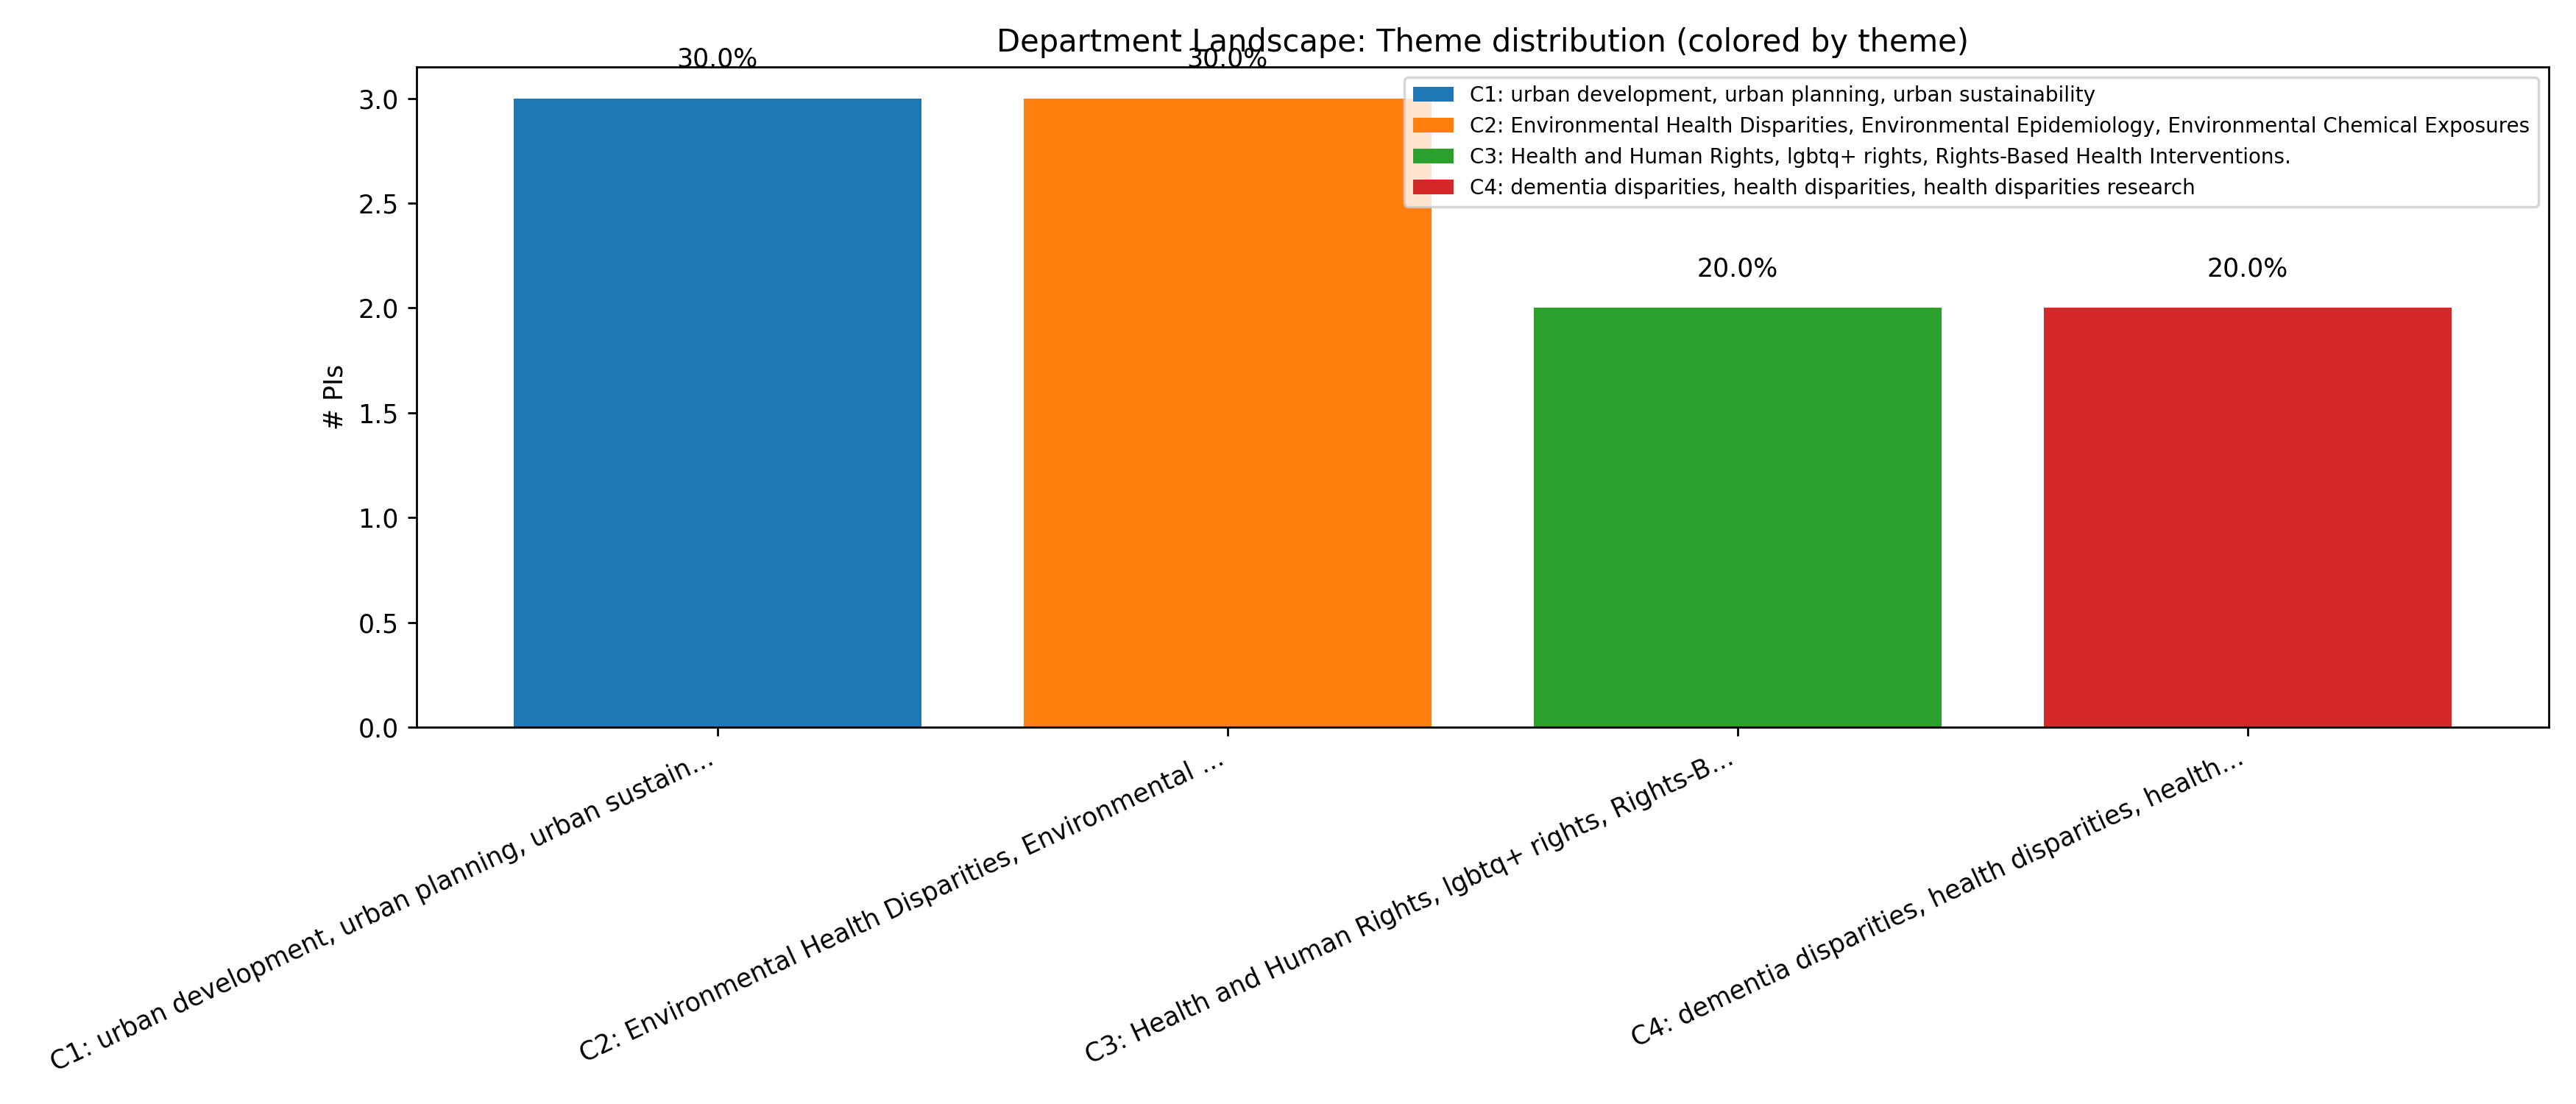 Department Landscape: Theme distribution (colored by theme)
30.0%
30.0%
20.0%
20.0%
C1: urban development, urban planning, urban sustainability
C2: Environmental Health Disparities, Environmental Epidemiology, Environmental Chemical Exposures
C3: Health and Human Rights, lgbtq+ rights, Rights-Based Health Interventions.
C4: dementia disparities, health disparities, health disparities research
# PIs
3.0
2.5
2.0
1.5
1.0
0.5
0.0
C1: urban development, urban planning, urban sustain...
C2: Environmental Health Disparities, Environmental ...
C3: Health and Human Rights, lgbtq+ rights, Rights-B...
C4: dementia disparities, health disparities, health...